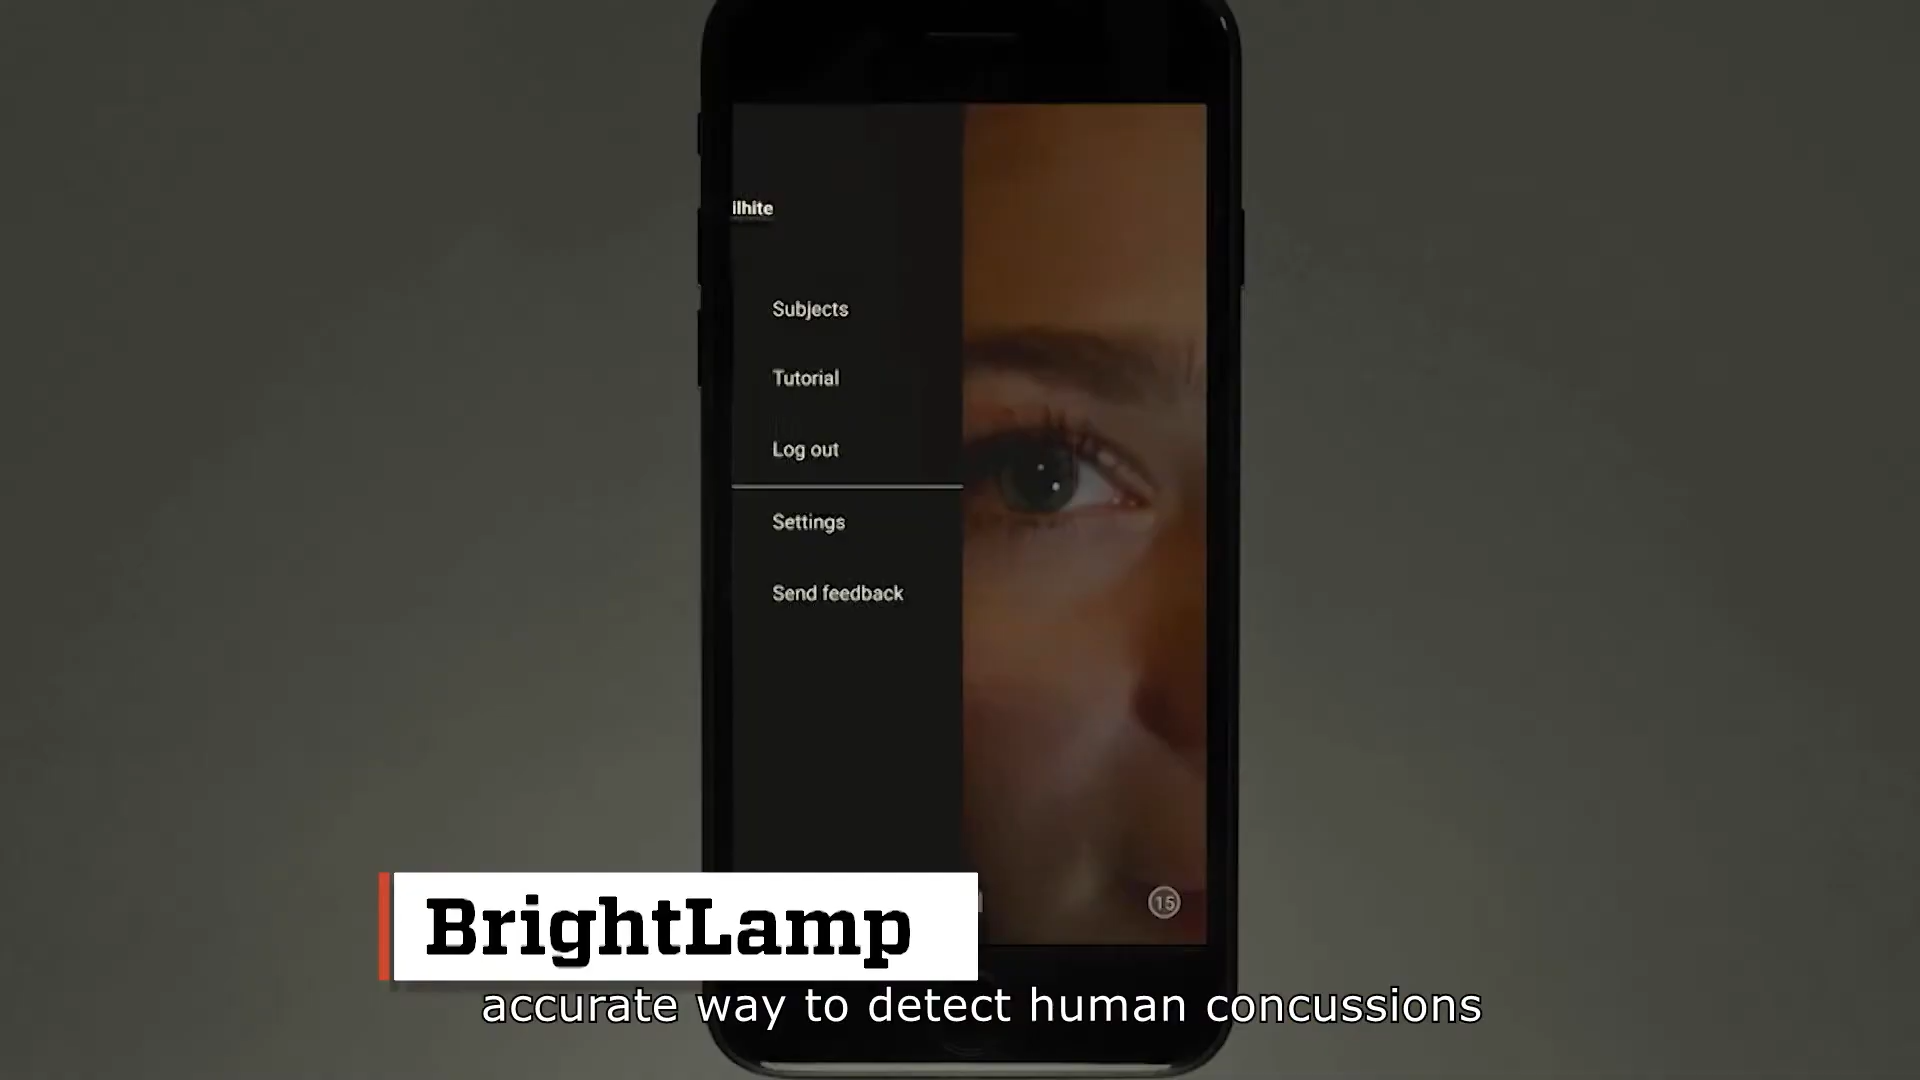 ilhite
Subjects
Tutorial
Log out
Settings
Send feedback
15
BrightLamp
accurate way to detect human concussions